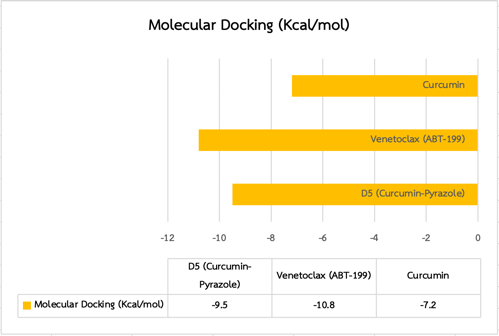 Molecular Docking (Kcal/mol)
Curcumin
Venetoclax (ABT-199)
D5 (Curcumin-Pyrazole)
-12 -10 -8 -6 -4 -2 0
D5 (Curcumin-
Pyrazole) Venetoclax (ABT-199) Curcumin
Molecular Docking (Kcal/mol) -9.5 -10.8 -7.2